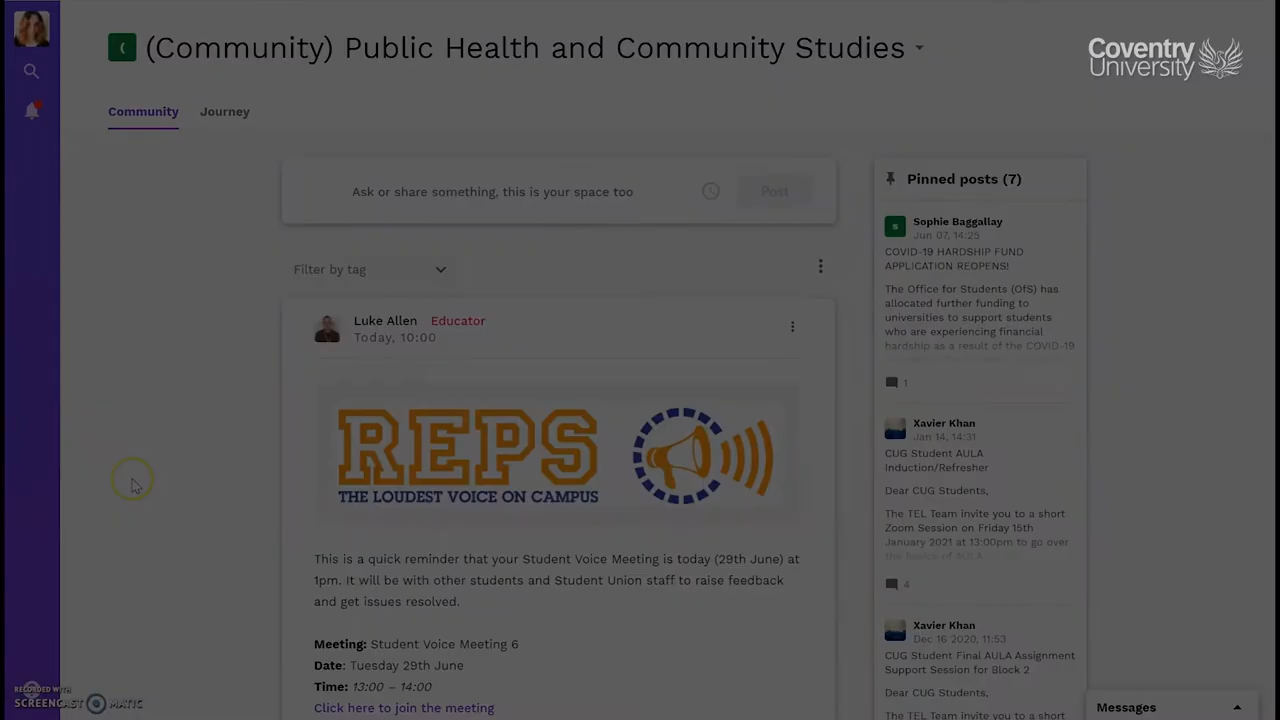 (Community) Public Health and Community Studies
Coventry
University
Community
Journey
Ask or share something, this is your space too
Post
Filter by tag
Luke Allen Educator
Today, 10:00
REPS
THE LOUDEST VOICE ON CAMPUS
This is a quick reminder that your Student Voice Meeting is today (29th June) at
1pm. It will be with other students and Student Union staff to raise feedback
and get issues resolved.
Meeting: Student Voice Meeting 6
Date: Tuesday 29th June
Time: 13:00 – 14:00
Click here to join the meeting
Pinned posts (7)
s
Sophie Baggallay
Jun 07, 14:25
COVID-19 HARDSHIP FUND
APPLICATION REOPENS!
The Office for Students (OfS) has
allocated further funding to
universities to support students
who are experiencing financial
hardship as a result of the COVID-19
1
Xavier Khan
Jan 14, 14:31
CUG Student AULA
Induction/Refresher
Dear CUG Students,
The TEL Team invite you to a short
Zoom Session on Friday 15th
January 2021 at 13:00pm to go over
the basics of AULA
4
Xavier Khan
Dec 16 2020, 11:53
CUG Student Final AULA Assignment
Support Session for Block 2
Dear CUG Students,
Messages
RECORDED WITH
SCREENCAST MATIC